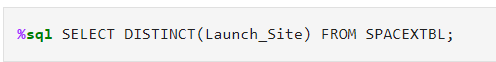 %sql SELECT DISTINCT(Launch_Site) FROM SPACEXTBL;